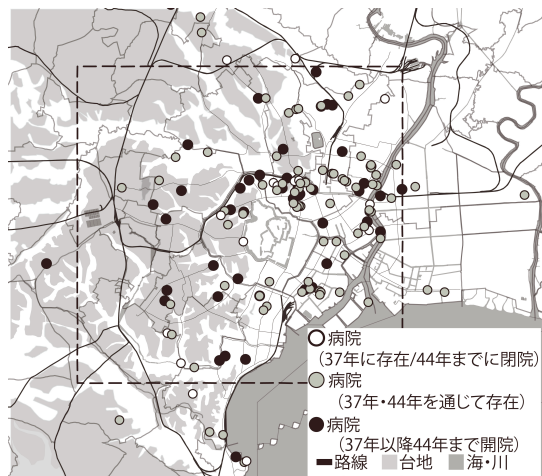 病院
(37年に存在/44年までに閉院)
病院
(37年・44年を通じて存在)
病院
(37年以降44年まで開院)
路線 台地 海・川